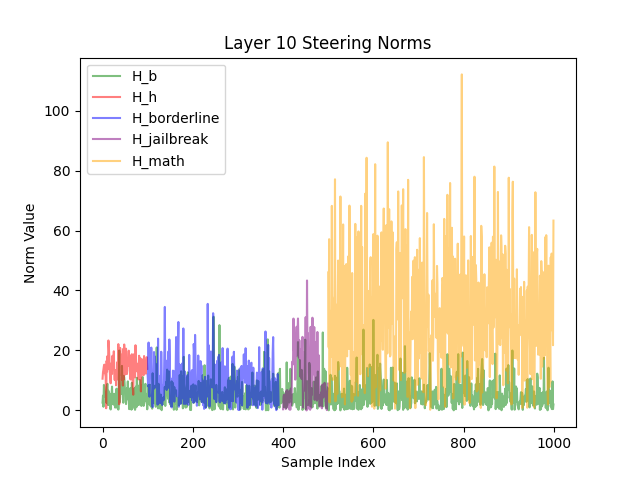 Layer 10 Steering Norms
H_b
H_h
H_borderline
H_jailbreak
H_math
Norm Value
100
80
60
40
20
0
0 200 400 600 800 1000
Sample Index